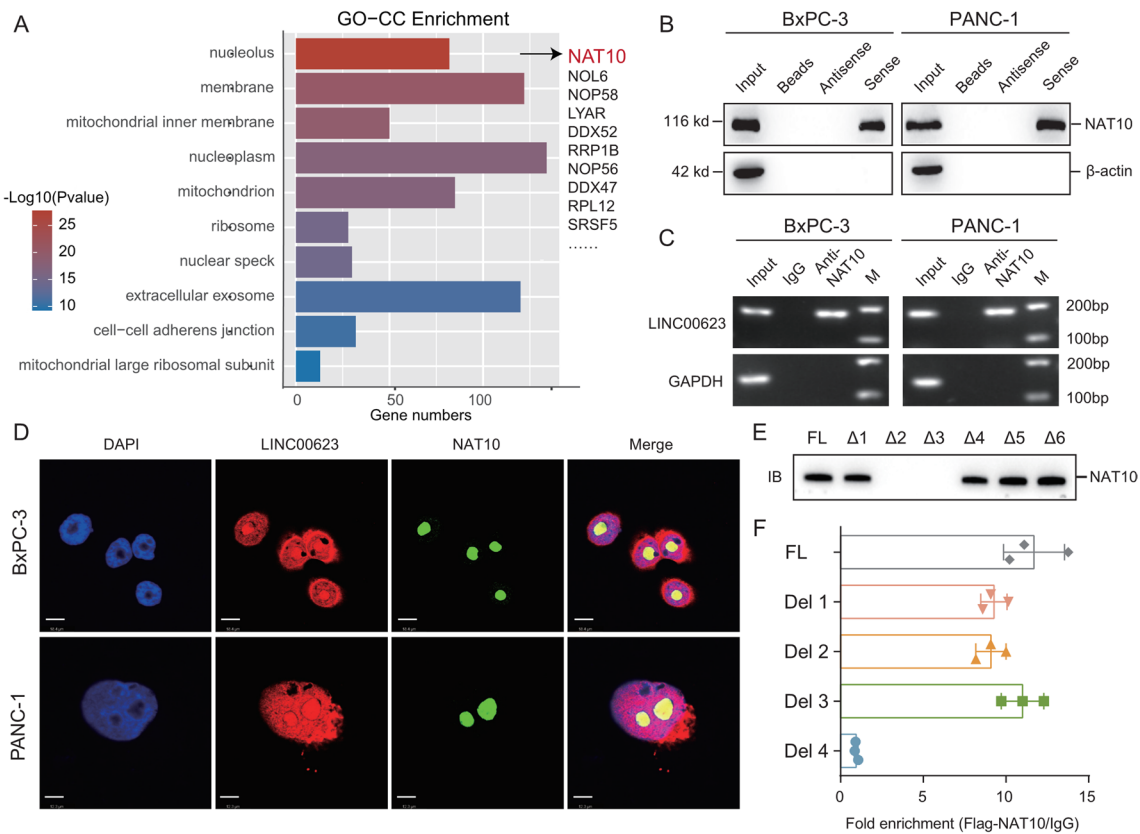 A
GO−CC Enrichment
nucleolus
membrane
mitochondrial inner membrane
nucleoplasm
mitochondrion
ribosome
nuclear speck
extracellular exosome
cell−cell adherens junction
mitochondrial large ribosomal subunit
-Log10(Pvalue)
25
20
15
10
0
50
100
Gene numbers
NAT10
NOL6
NOP58
LYAR
DDX52
RRP1B
NOP56
DDX47
RPL12
SRSF5
......
B
BxPC-3
PANC-1
Input
Beads
Antisense
Sense
Input
Beads
Antisense
Sense
116 kd
NAT10
42 kd
β-actin
C
BxPC-3
PANC-1
Input
IgG
Anti-
NAT10
M
Input
IgG
Anti-
NAT10
M
LINC00623
200bp
100bp
GAPDH
200bp
100bp
D
DAPI
LINC00623
NAT10
Merge
BxPC-3
PANC-1
E
FL Δ1 Δ2 Δ3 Δ4 Δ5 Δ6
IB
NAT10
F
FL
Del 1
Del 2
Del 3
Del 4
0 5 10 15
Fold enrichment (Flag-NAT10/IgG)